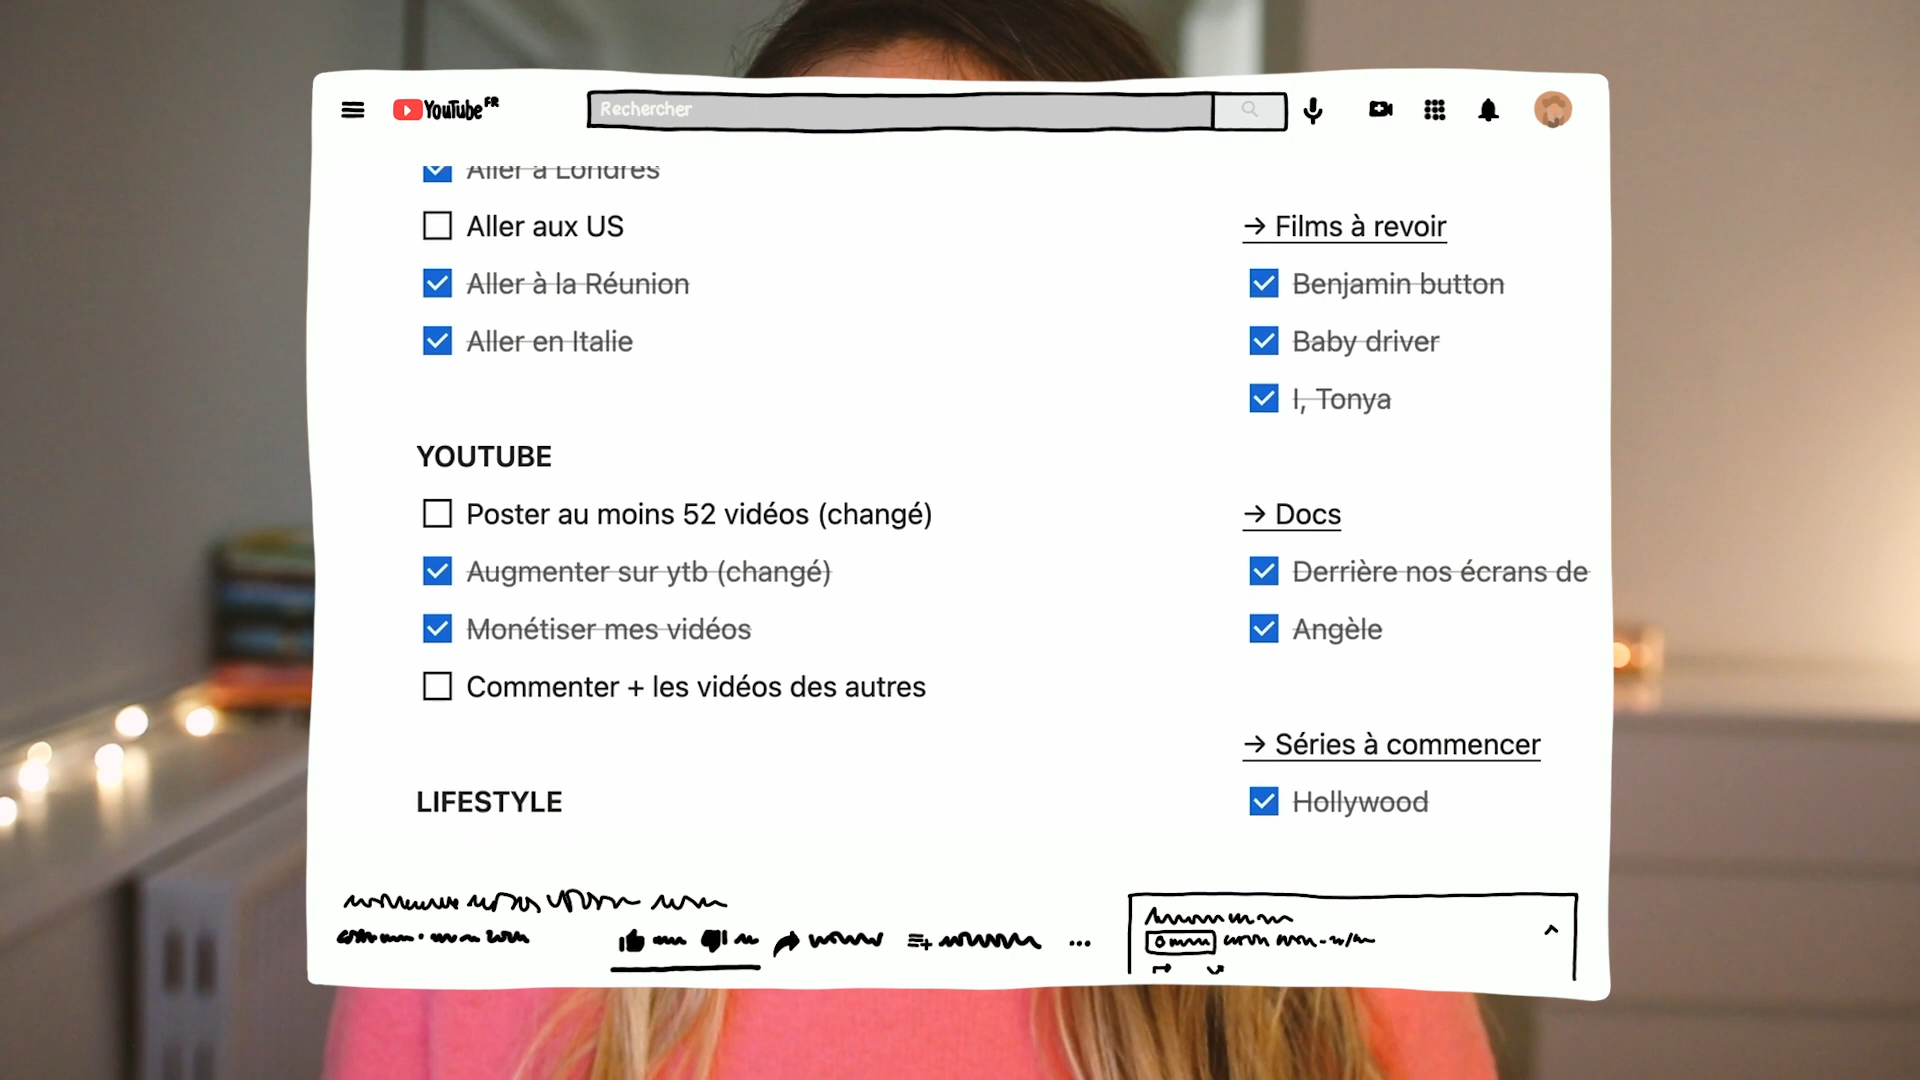 YouTube FR
Rechercher
Aller à Londres
Aller aux US
Aller à la Réunion
Aller en Italie
YOUTUBE
Poster au moins 52 vidéos (changé)
Augmenter sur ytb (changé)
Monétiser mes vidéos
Commenter + les vidéos des autres
LIFESTYLE
→ Films à revoir
Benjamin button
Baby driver
I, Tonya
→ Docs
Derrière nos écrans de
Angèle
→ Séries à commencer
Hollywood